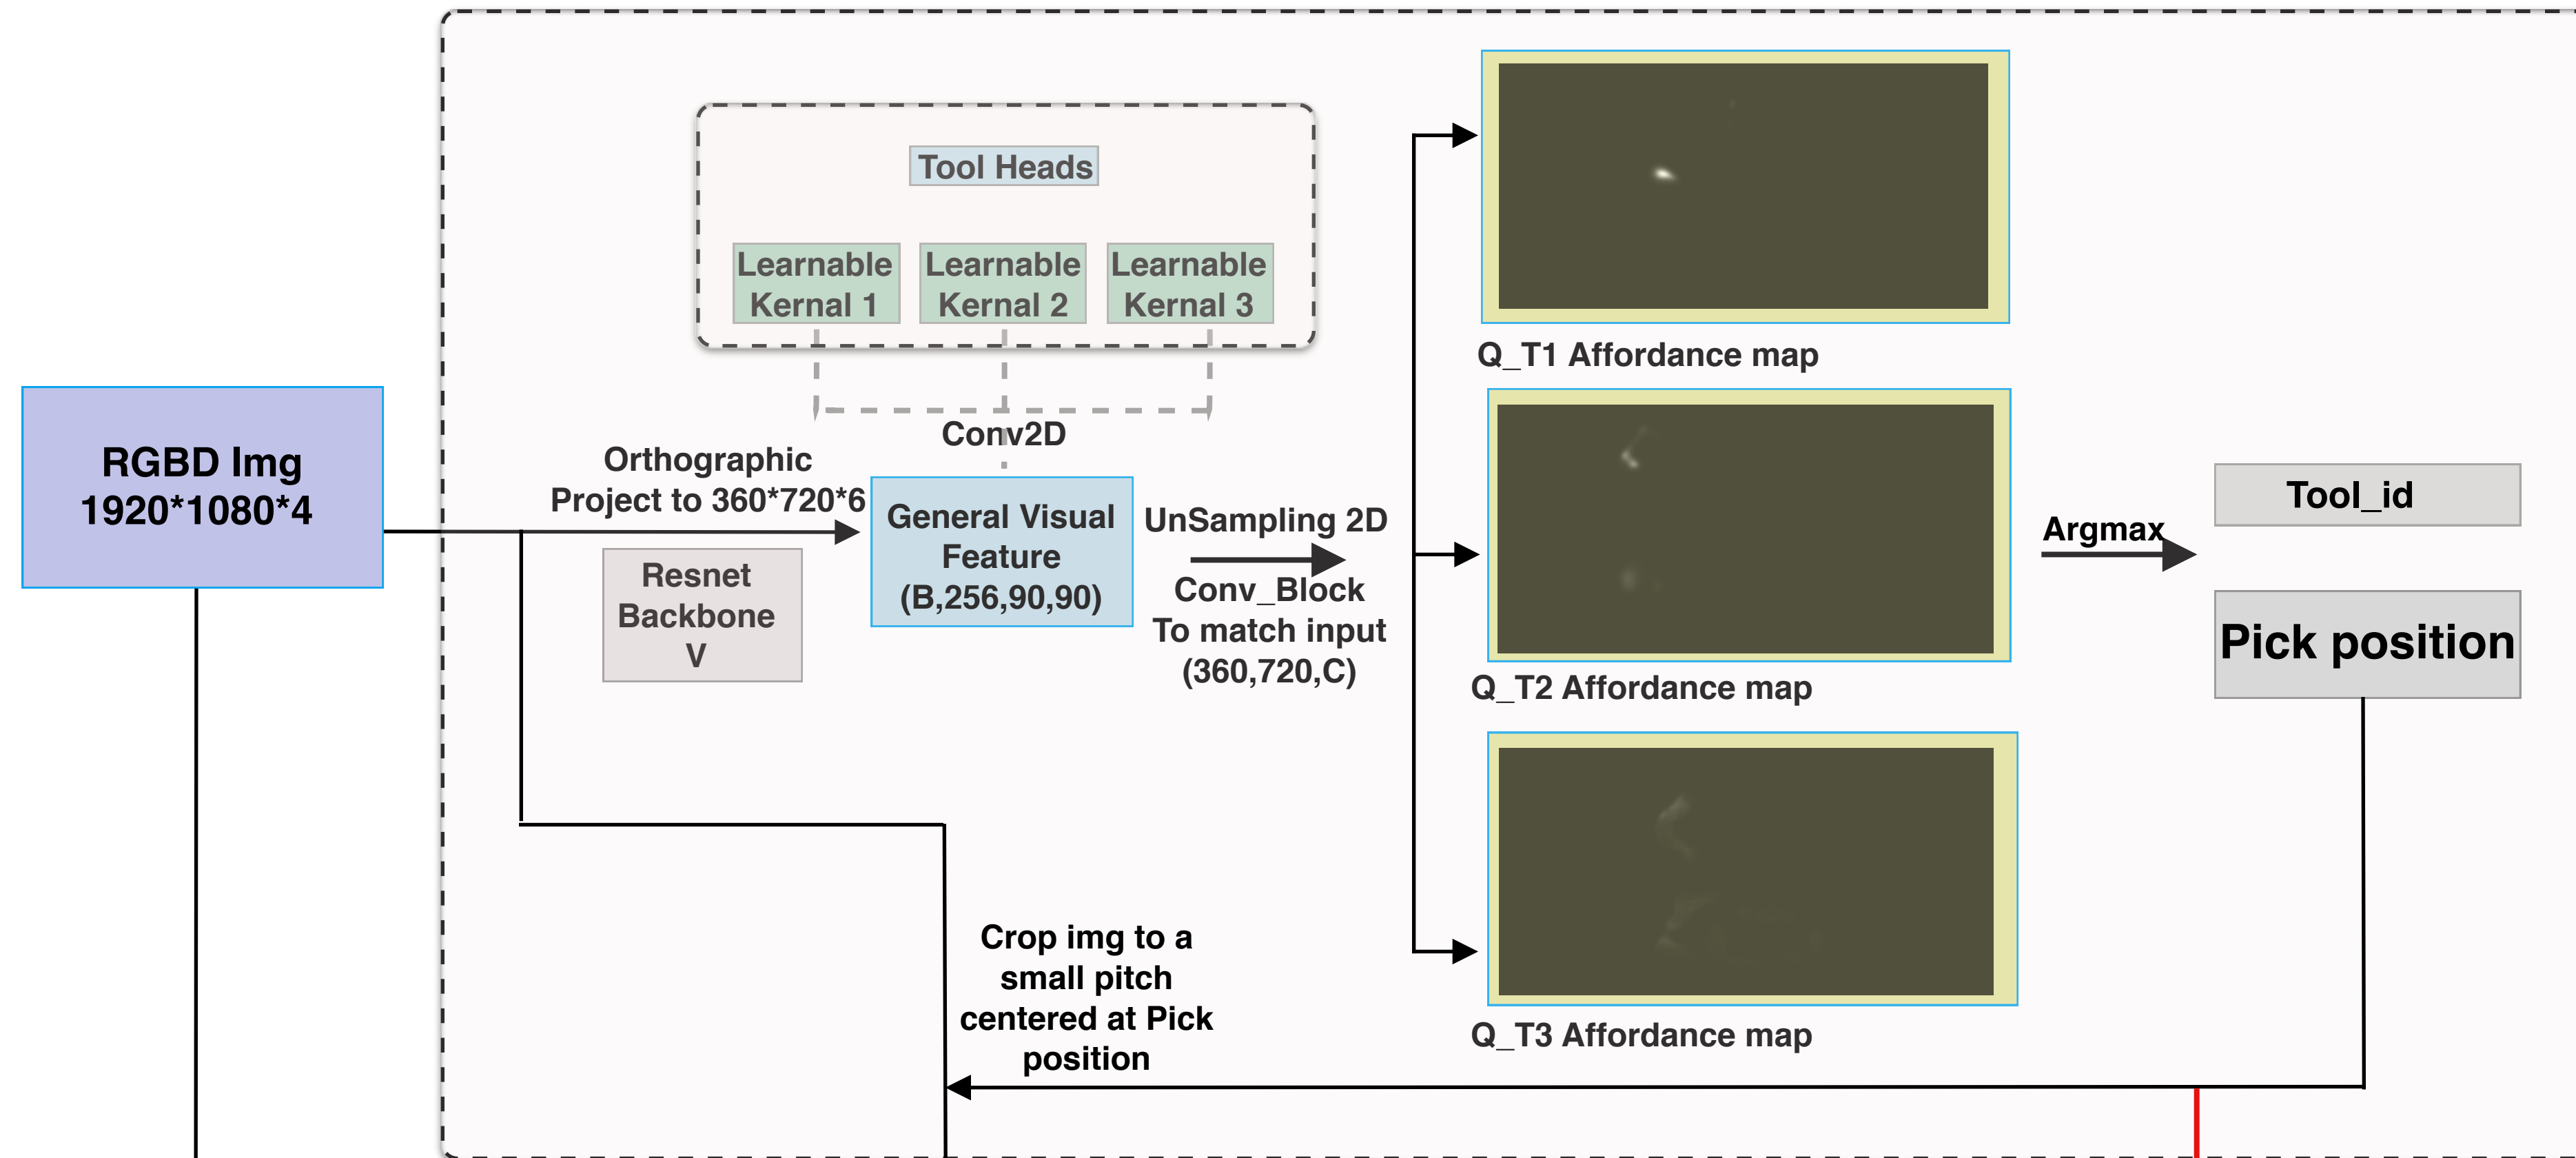 Tool Heads
Learnable
Kernal 1
Learnable
Kernal 2
Learnable
Kernal 3
Conv2D
RGBD Img
1920*1080*4
Orthographic
Project to 360*720*6
Resnet
Backbone
V
General Visual
Feature
(B,256,90,90)
UnSampling 2D
Conv_Block
To match input
(360,720,C)
Q_T1 Affordance map
Q_T2 Affordance map
Q_T3 Affordance map
Argmax
Tool_id
Pick position
Crop img to a
small pitch
centered at Pick
position